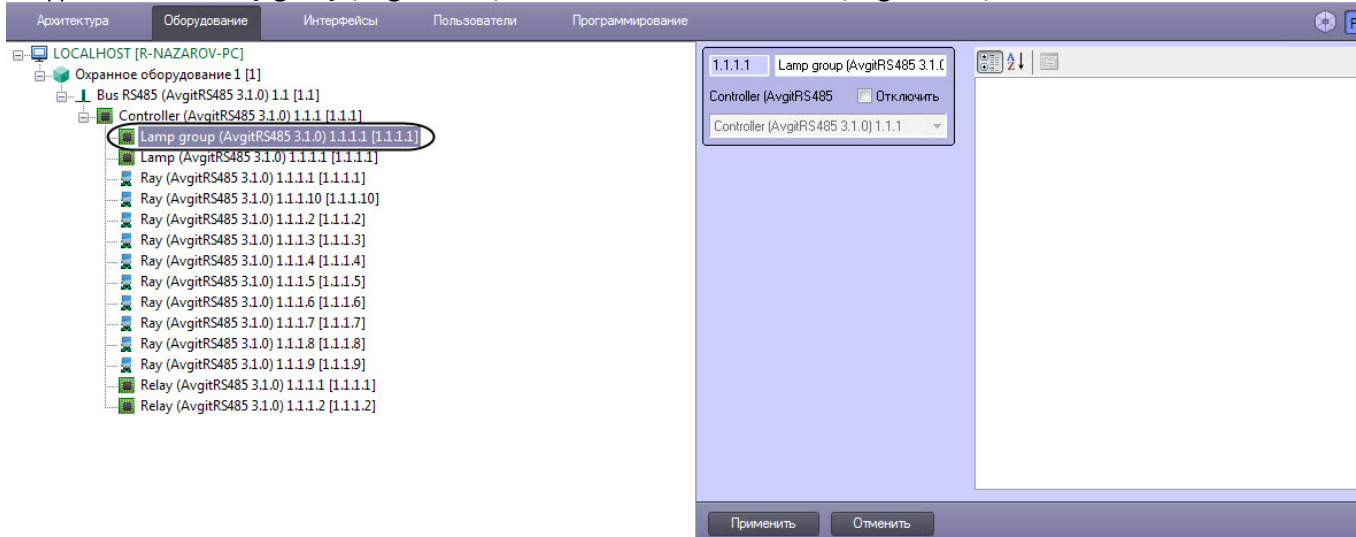 Архитектура Оборудование Интерфейсы Пользователи Программирование
LOCALHOST [R-NAZAROV-PC]
Охранное оборудование 1 [1]
Bus RS485 (AvgitRS485 3.1.0) 1.1 [1.1]
Controller (AvgitRS485 3.1.0) 1.1.1 [1.1.1]
Lamp group (AvgitRS485 3.1.0) 1.1.1.1 [1.1.1.1]
Lamp (AvgitRS485 3.1.0) 1.1.1.1 [1.1.1.1]
Ray (AvgitRS485 3.1.0) 1.1.1.1 [1.1.1.1]
Ray (AvgitRS485 3.1.0) 1.1.1.10 [1.1.1.10]
Ray (AvgitRS485 3.1.0) 1.1.1.2 [1.1.1.2]
Ray (AvgitRS485 3.1.0) 1.1.1.3 [1.1.1.3]
Ray (AvgitRS485 3.1.0) 1.1.1.4 [1.1.1.4]
Ray (AvgitRS485 3.1.0) 1.1.1.5 [1.1.1.5]
Ray (AvgitRS485 3.1.0) 1.1.1.6 [1.1.1.6]
Ray (AvgitRS485 3.1.0) 1.1.1.7 [1.1.1.7]
Ray (AvgitRS485 3.1.0) 1.1.1.8 [1.1.1.8]
Ray (AvgitRS485 3.1.0) 1.1.1.9 [1.1.1.9]
Relay (AvgitRS485 3.1.0) 1.1.1.1 [1.1.1.1]
Relay (AvgitRS485 3.1.0) 1.1.1.2 [1.1.1.2]
1.1.1.1 Lamp group (AvgitRS485 3.1.(
Controller (AvgitRS485 Отключить
Controller (AvgitRS485 3.1.0) 1.1.1
Применить Отменить